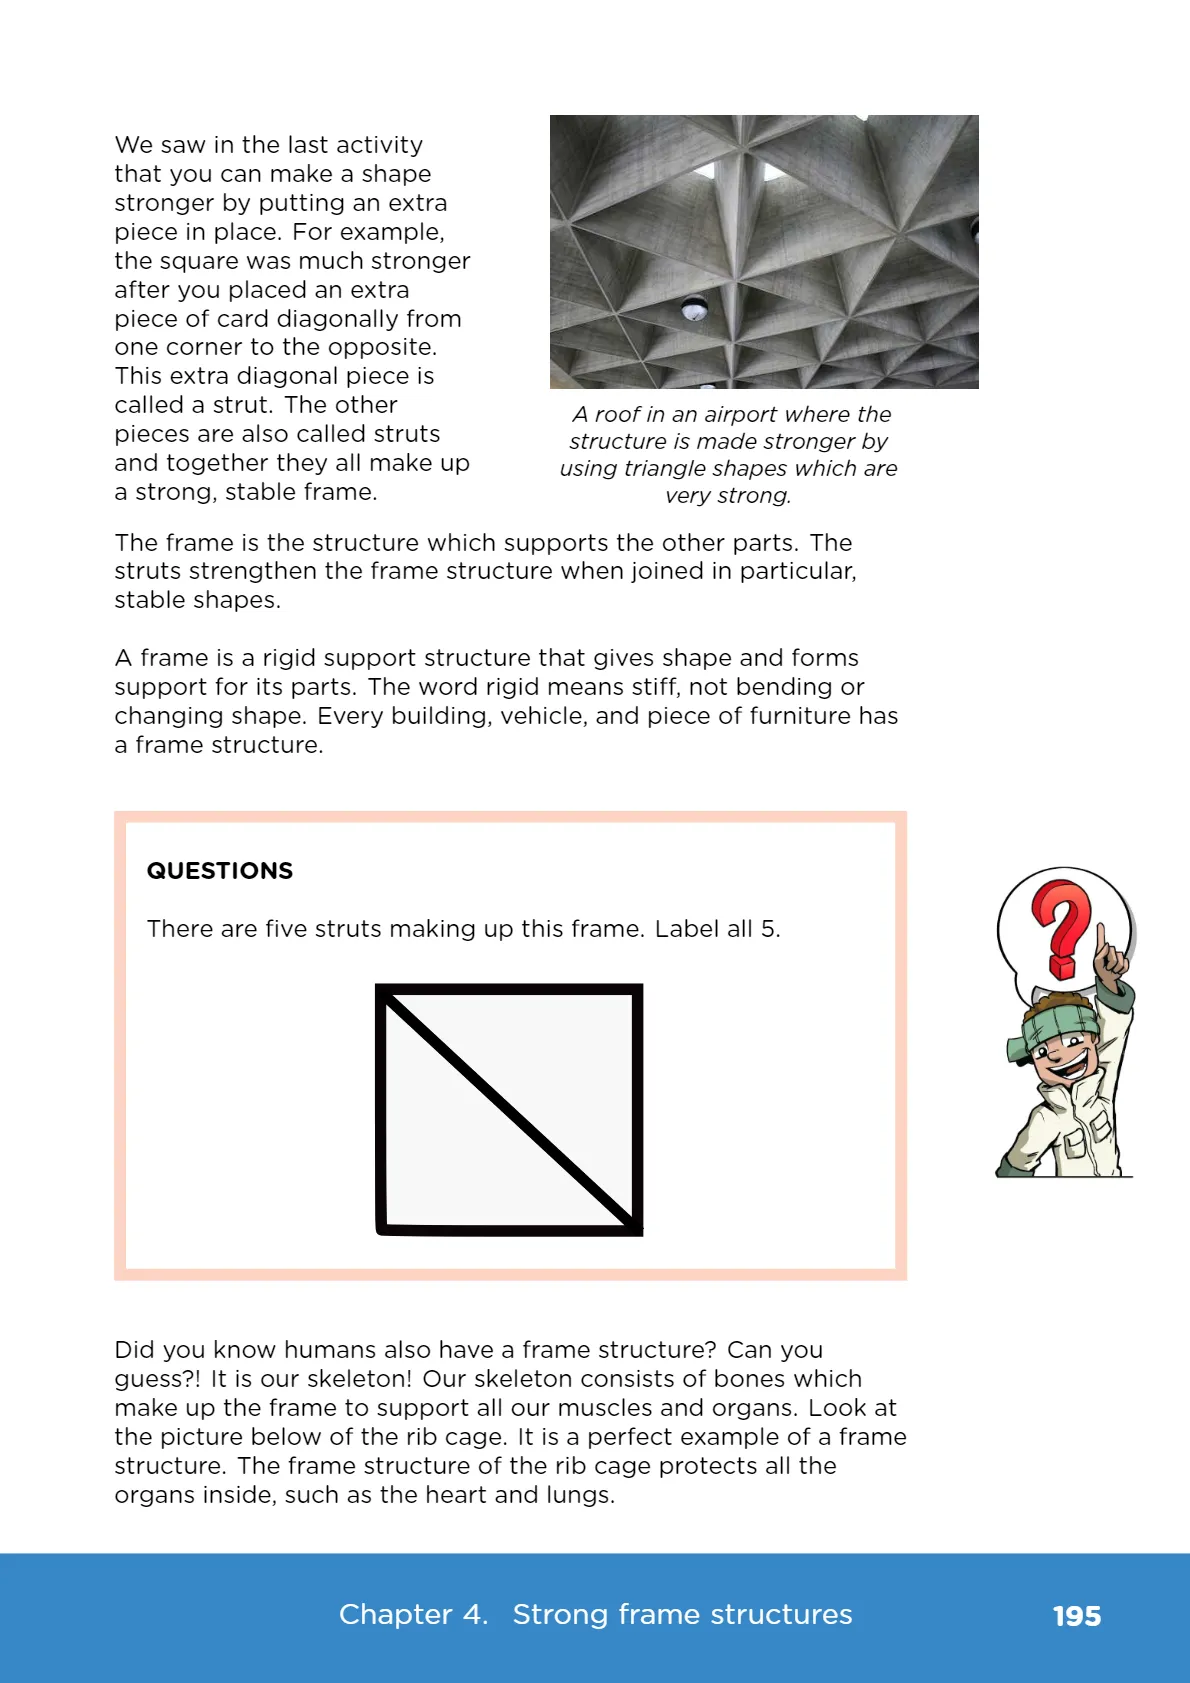 We saw in the last activity
that you can make a shape
stronger by putting an extra
piece in place. For example,
the square was much stronger
after you placed an extra
piece of card diagonally from
one corner to the opposite.
This extra diagonal piece is
called a strut. The other
pieces are also called struts
and together they all make up
a strong, stable frame.
A roof in an airport where the
structure is made stronger by
using triangle shapes which are
very strong.
The frame is the structure which supports the other parts. The
struts strengthen the frame structure when joined in particular,
stable shapes.
A frame is a rigid support structure that gives shape and forms
support for its parts. The word rigid means stiff, not bending or
changing shape. Every building, vehicle, and piece of furniture has
a frame structure.
QUESTIONS
There are five struts making up this frame. Label all 5.
?
Did you know humans also have a frame structure? Can you
guess?! It is our skeleton! Our skeleton consists of bones which
make up the frame to support all our muscles and organs. Look at
the picture below of the rib cage. It is a perfect example of a frame
structure. The frame structure of the rib cage protects all the
organs inside, such as the heart and lungs.
Chapter 4. Strong frame structures 195